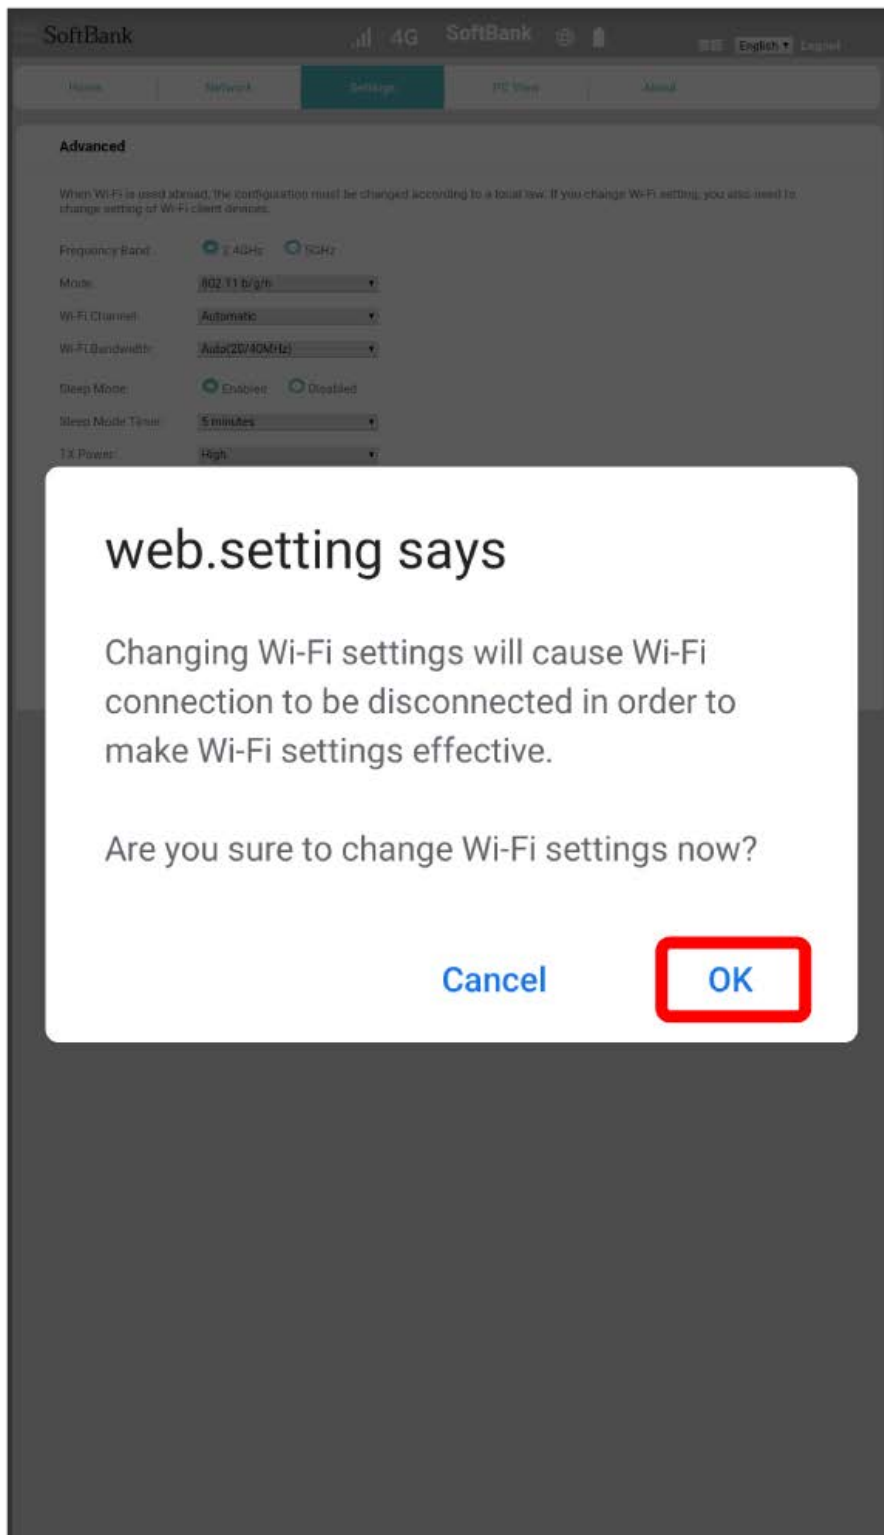 SoftBank
4G SoftBank
English Logout
Home Network Settings PC View About
Advanced
When Wi-Fi is used abroad, the configuration must be changed according to a local law. If you change Wi-Fi setting, you also need to
change setting of Wi-Fi client devices.
Frequency Band: 2.4GHz 5GHz
Mode: 802.11 b/g/n
Wi-Fi Channel: Automatic
Wi-Fi Bandwidth: Auto(20/40MHz)
Sleep Mode: Enabled Disabled
Sleep Mode Timer: 5 minutes
TX Power: High
web.setting says
Changing Wi-Fi settings will cause Wi-Fi
connection to be disconnected in order to
make Wi-Fi settings effective.
Are you sure to change Wi-Fi settings now?
Cancel OK